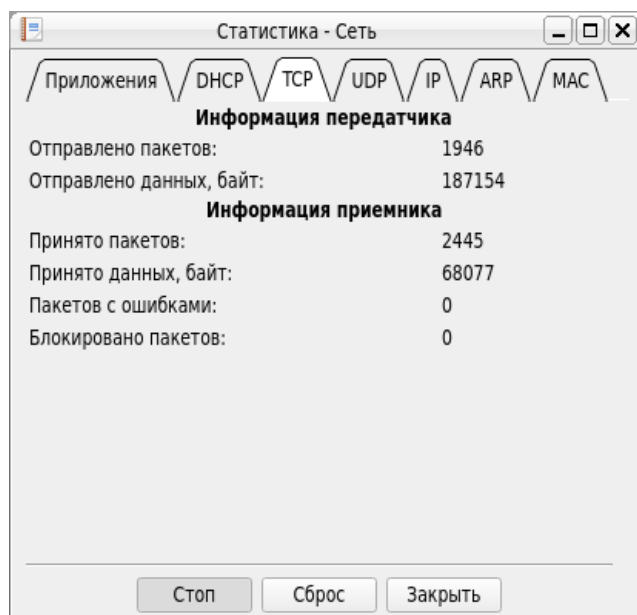 Статистика - Сеть
Приложения DHCP TCP UDP IP ARP MAC
Информация передатчика
Отправлено пакетов: 1946
Отправлено данных, байт: 187154
Информация приемника
Принято пакетов: 2445
Принято данных, байт: 68077
Пакетов с ошибками: 0
Блокировано пакетов: 0
Стоп Сброс Закрыть